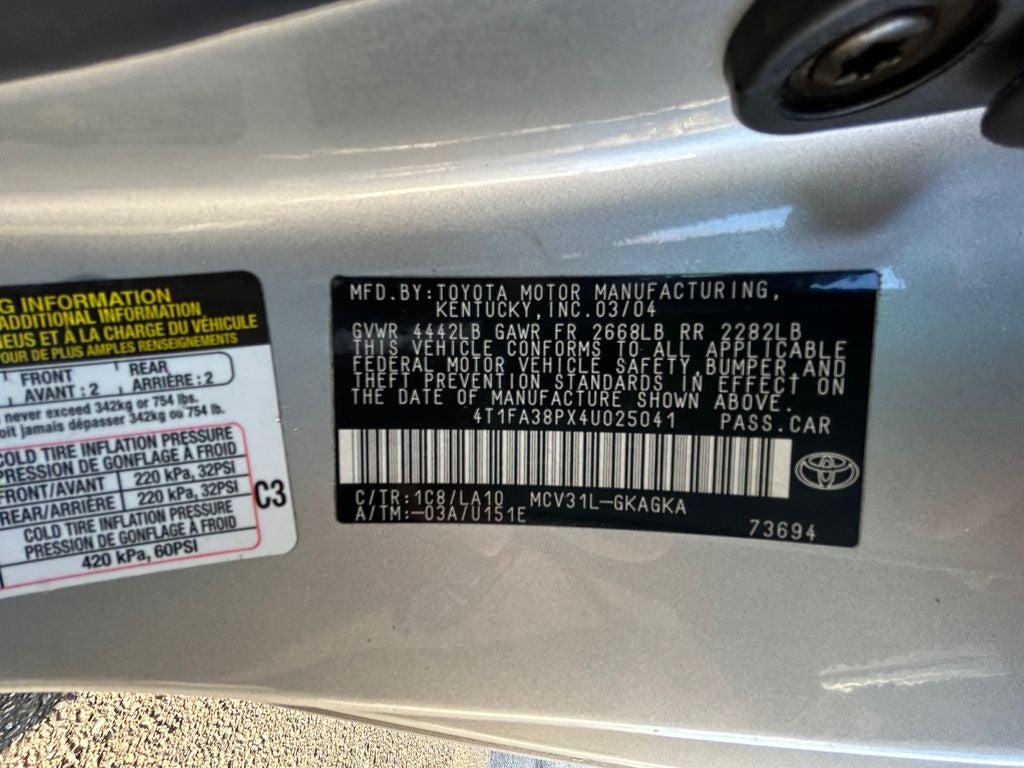 G INFORMATION
ADDITIONAL INFORMATION
NEUS ET À LA CHARGE DU VÉHICULE
POUR DE PLUS AMPLES RENSEIGNEMENTS
FRONT REAR
AVANT : 2 ARRIÈRE : 2
never exceed 342kg or 754 lbs.
oit jamais dépasser 342kg ou 754 lb.
COLD TIRE INFLATION PRESSURE
PRESSION DE GONFLAGE À FROID
FRONT/AVANT 220 kPa, 32PSI
REAR/ARRIÈRE 220 kPa, 32PSI
COLD TIRE INFLATION PRESSURE
PRESSION DE GONFLAGE À FROID
420 kPa, 60PSI
C3
MFD.BY:TOYOTA MOTOR MANUFACTURING,
KENTUCKY,INC.03/04
GVWR 4442LB GAWR FR 2668LB RR 2282LB
THIS VEHICLE CONFORMS TO ALL APPLICABLE
FEDERAL MOTOR VEHICLE SAFETY,BUMPER,AND
THEFT PREVENTION STANDARDS IN EFFECT ON
THE DATE OF MANUFACTURE SHOWN ABOVE.
4T1FA38PX4U025041 PASS.CAR
C/TR:1C8/LA10 MCV31L-GKAGKA
A/TM:-03A/U151E
73694